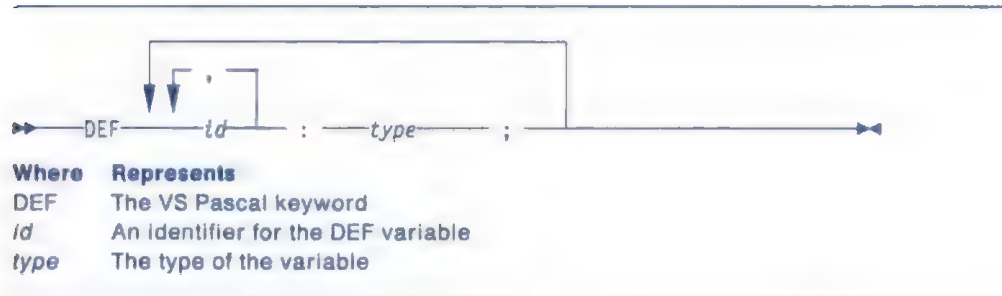 ,
DEF id : type ;
Where Represents
DEF The VS Pascal keyword
id An identifier for the DEF variable
type The type of the variable